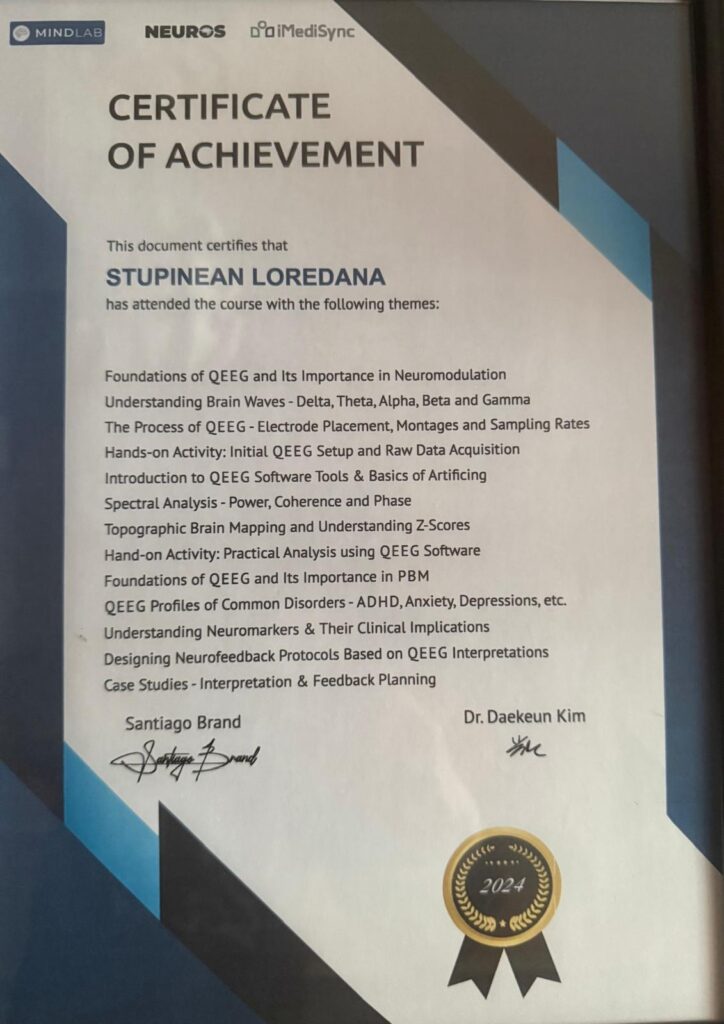 MINDLAB NEUROS iMediSync
CERTIFICATE
OF ACHIEVEMENT
This document certifies that
STUPINEAN LOREDANA
has attended the course with the following themes:
Foundations of QEEG and Its Importance in Neuromodulation
Understanding Brain Waves - Delta, Theta, Alpha, Beta and Gamma
The Process of QEEG - Electrode Placement, Montages and Sampling Rates
Hands-on Activity: Initial QEEG Setup and Raw Data Acquisition
Introduction to QEEG Software Tools & Basics of Artificing
Spectral Analysis - Power, Coherence and Phase
Topographic Brain Mapping and Understanding Z-Scores
Hand-on Activity: Practical Analysis using QEEG Software
Foundations of QEEG and Its Importance in PBM
QEEG Profiles of Common Disorders - ADHD, Anxiety, Depressions, etc.
Understanding Neuromarkers & Their Clinical Implications
Designing Neurofeedback Protocols Based on QEEG Interpretations
Case Studies - Interpretation & Feedback Planning
Santiago Brand Dr. Daekeun Kim
Santiago Brand
2024